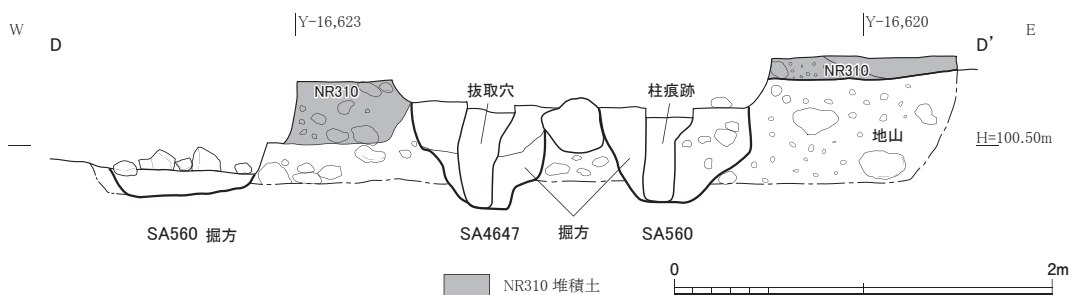 Y-16,623
Y-16,620
W
E
D
D'
NR310
抜取穴
柱痕跡
NR310
地山
H=100.50m
SA560 掘方
SA4647
掘方
SA560
NR310 堆積土
0
2m